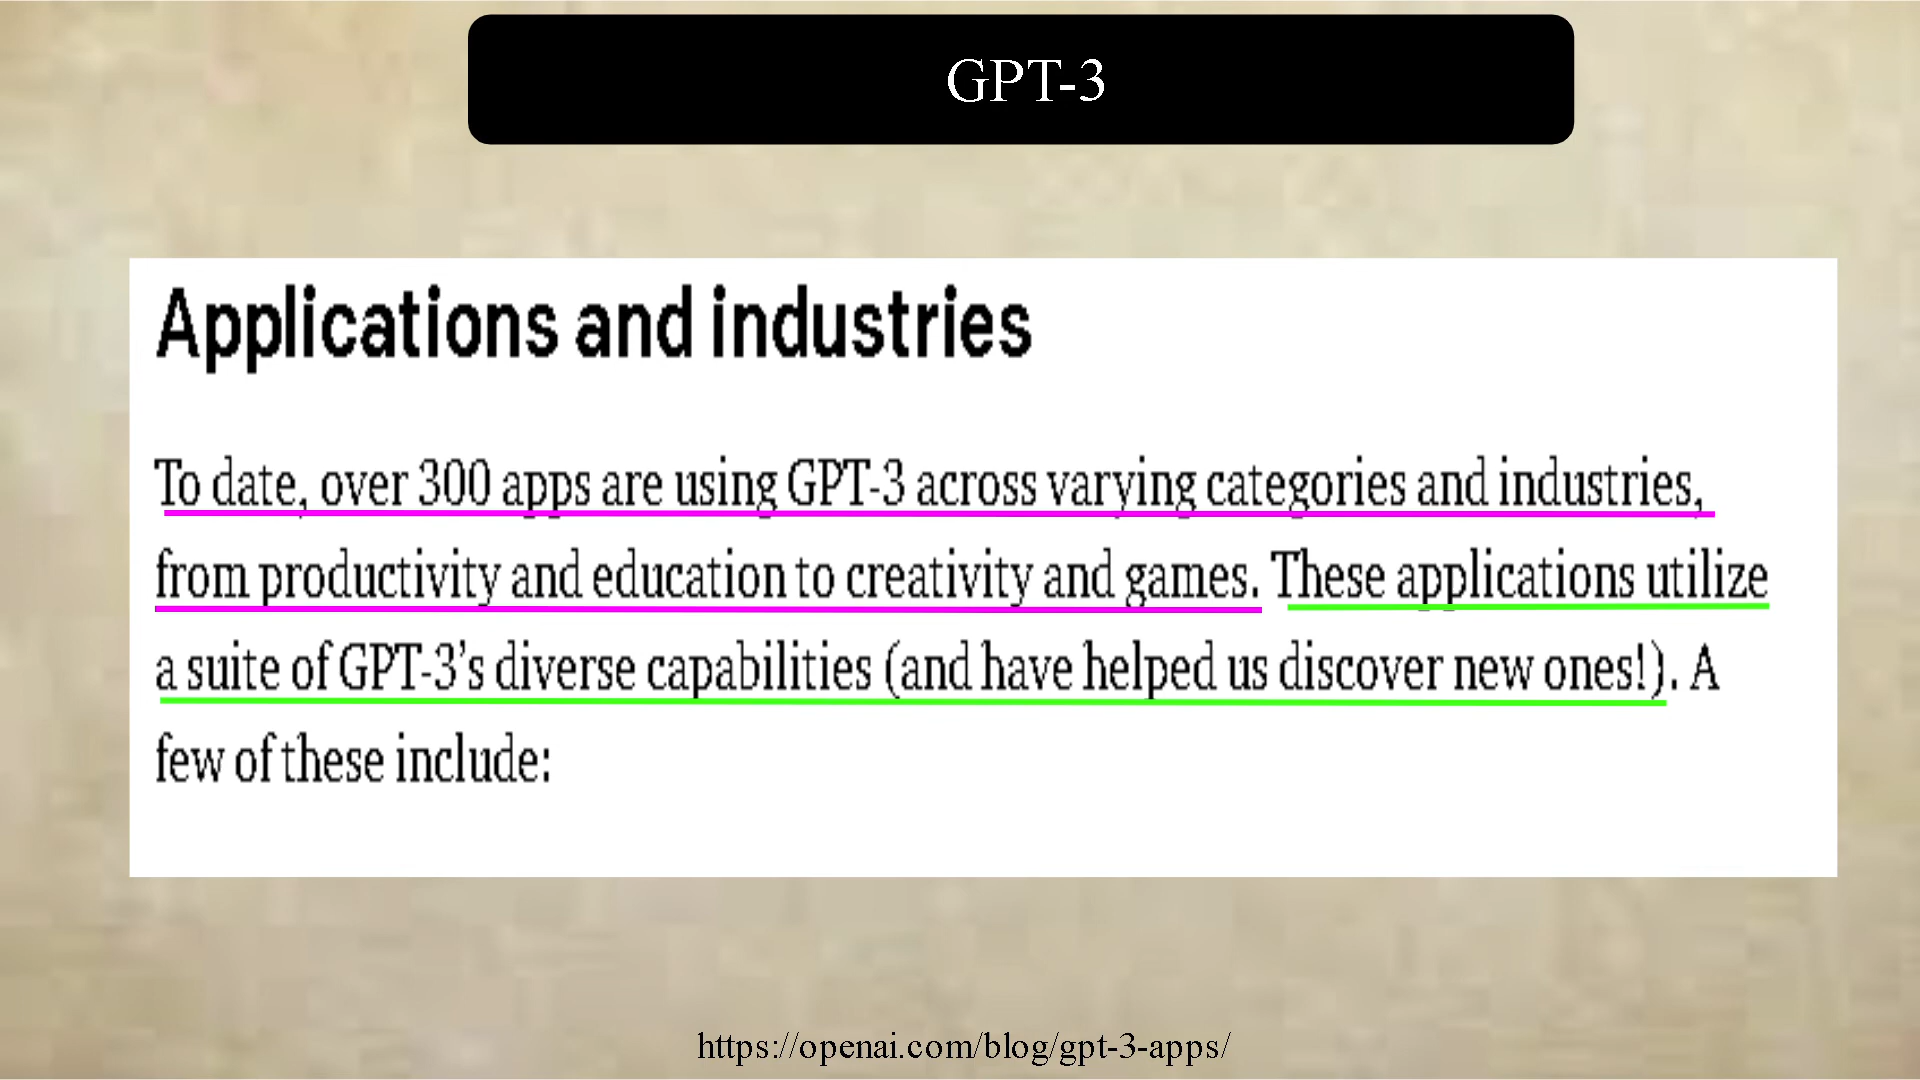 GPT-3
Applications and industries
To date, over 300 apps are using GPT-3 across varying categories and industries,
from productivity and education to creativity and games. These applications utilize
a suite of GPT-3’s diverse capabilities (and have helped us discover new ones!). A
few of these include:
https://openai.com/blog/gpt-3-apps/